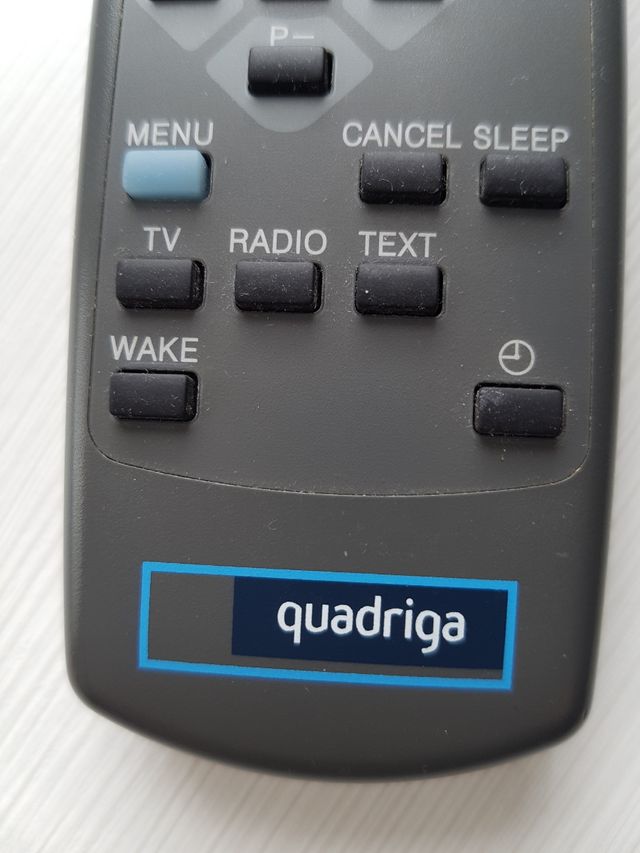 P–
MENU CANCEL SLEEP
TV RADIO TEXT
WAKE
quadriga